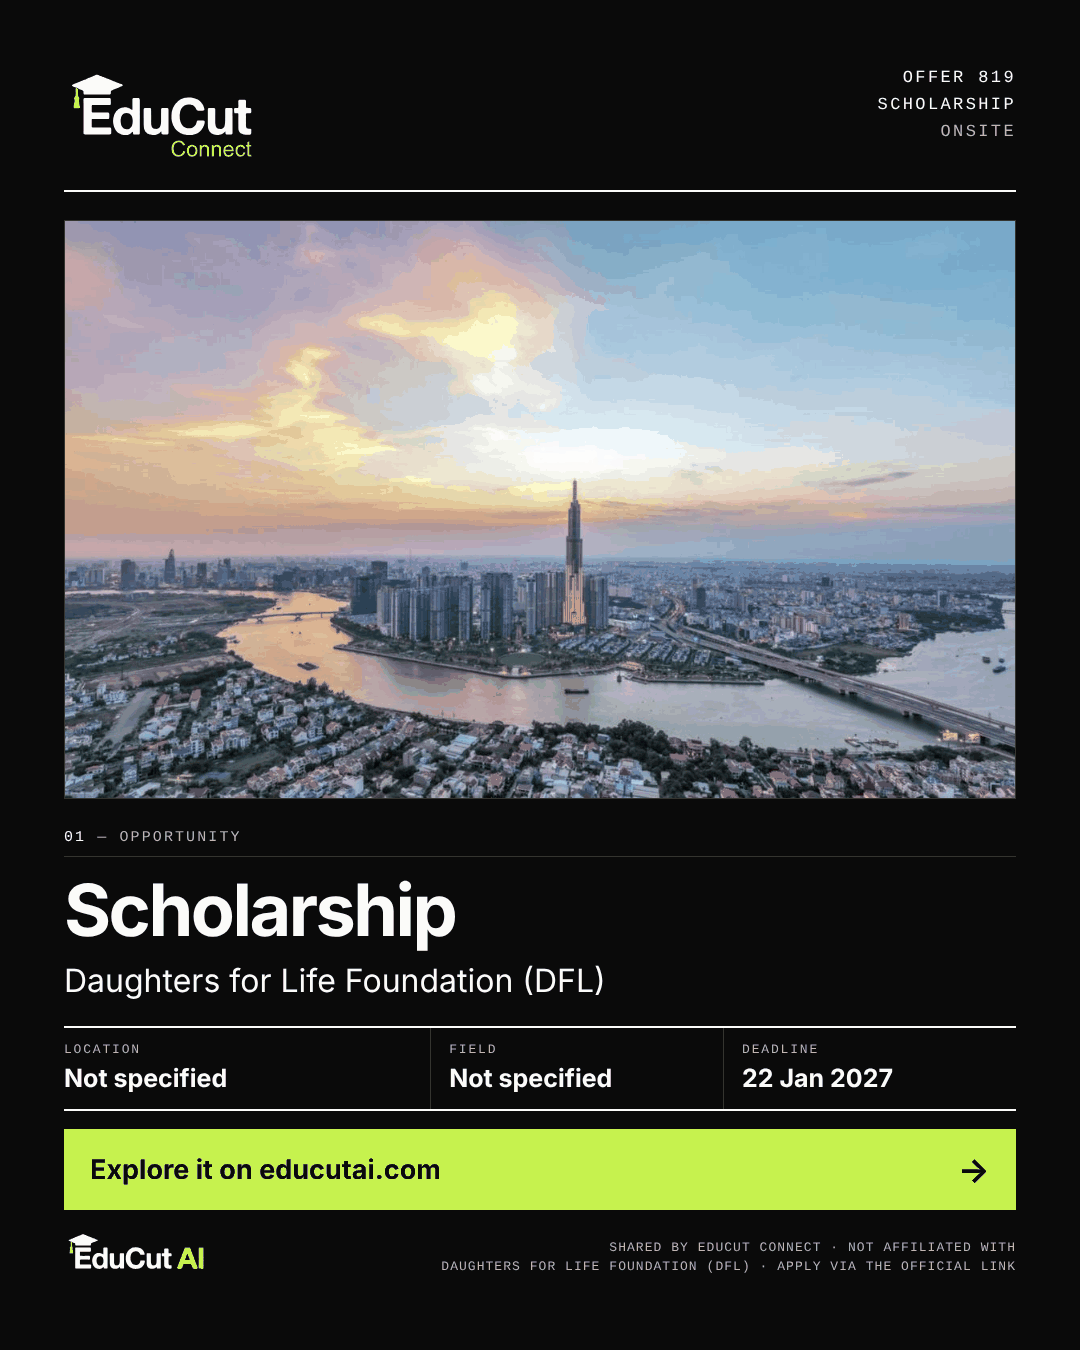 EduCut
Connect
OFFER 819
SCHOLARSHIP
ONSITE
01 — OPPORTUNITY
Scholarship
Daughters for Life Foundation (DFL)
LOCATION
Not specified
FIELD
Not specified
DEADLINE
22 Jan 2027
Explore it on educutai.com →
EduCut AI
SHARED BY EDUCUT CONNECT · NOT AFFILIATED WITH
DAUGHTERS FOR LIFE FOUNDATION (DFL) · APPLY VIA THE OFFICIAL LINK